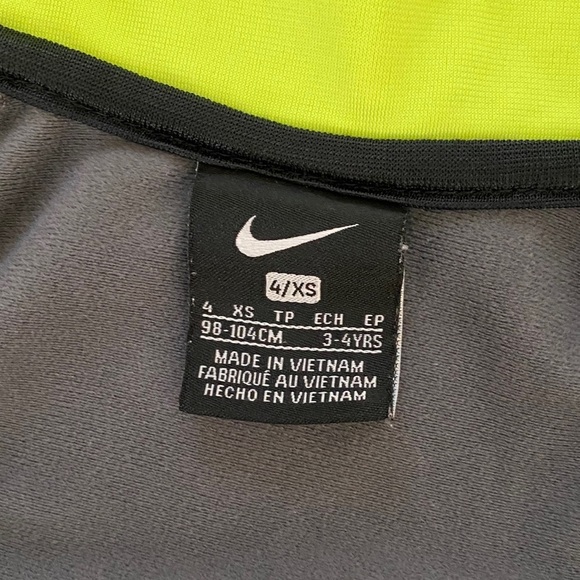 4/XS
4 XS TP ECH EP
98-104CM 3-4YRS
MADE IN VIETNAM
FABRIQUÉ AU VIETNAM
HECHO EN VIETNAM